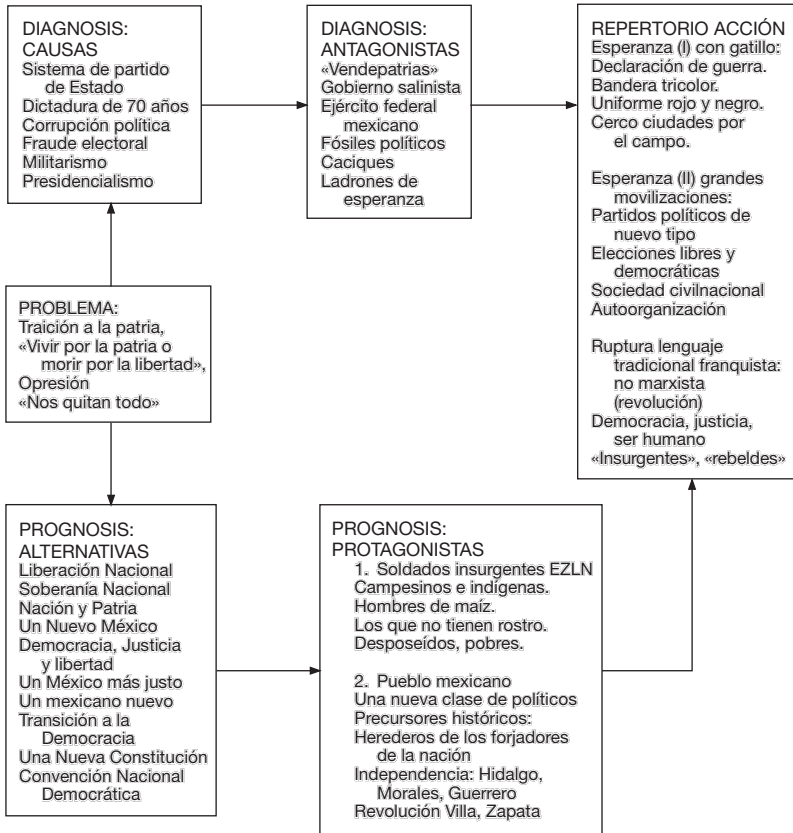 DIAGNOSIS:
CAUSAS
Sistema de partido
de Estado
Dictadura de 70 años
Corrupción política
Fraude electoral
Militarismo
Presidencialismo
DIAGNOSIS:
ANTAGONISTAS
«Vendepatrias»
Gobierno salinista
Ejército federal
mexicano
Fósiles políticos
Caciques
Ladrones de
esperanza
REPERTORIO ACCIÓN
Esperanza (I) con gatillo:
Declaración de guerra.
Bandera tricolor.
Uniforme rojo y negro.
Cerco ciudades por
el campo.
Esperanza (II) grandes
movilizaciones:
Partidos políticos de
nuevo tipo
Elecciones libres y
democráticas
Sociedad civilnacional
Autoorganización
Ruptura lenguaje
tradicional franquista:
no marxista
(revolución)
Democracia, justicia,
ser humano
«Insurgentes», «rebeldes»
PROBLEMA:
Traición a la patria,
«Vivir por la patria o
morir por la libertad»,
Opresión
«Nos quitan todo»
PROGNOSIS:
ALTERNATIVAS
Liberación Nacional
Soberanía Nacional
Nación y Patria
Un Nuevo México
Democracia, Justicia
y libertad
Un México más justo
Un mexicano nuevo
Transición a la
Democracia
Una Nueva Constitución
Convención Nacional
Democrática
PROGNOSIS:
PROTAGONISTAS
1. Soldados insurgentes EZLN
Campesinos e indígenas.
Hombres de maíz.
Los que no tienen rostro.
Desposeídos, pobres.
2. Pueblo mexicano
Una nueva clase de políticos
Precursores históricos:
Herederos de los forjadores
de la nación
Independencia: Hidalgo,
Morales, Guerrero
Revolución Villa, Zapata